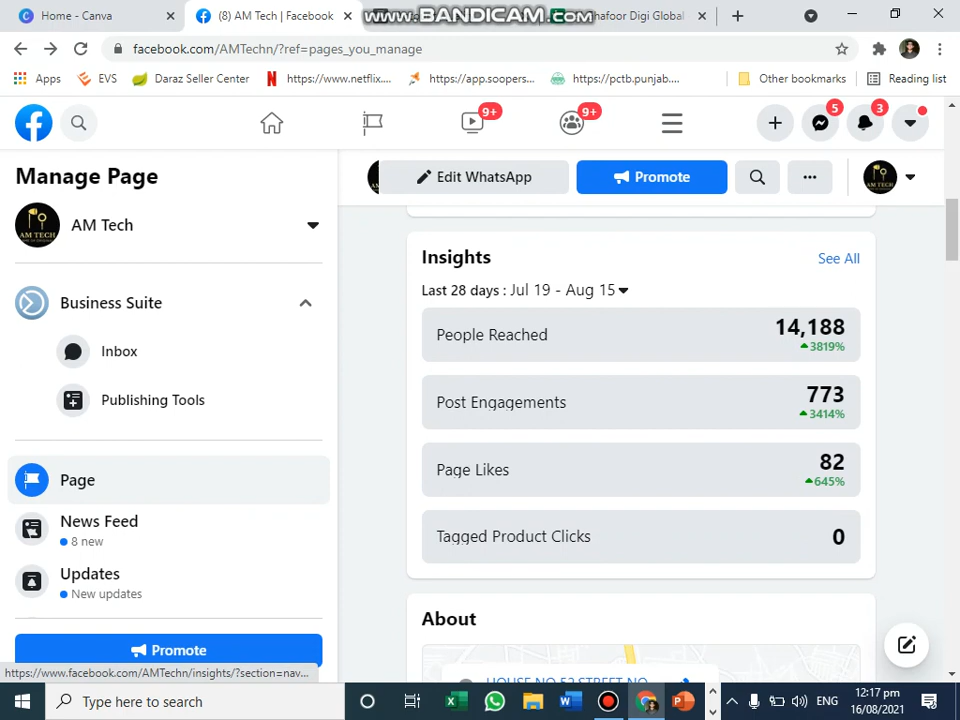 Home - Canva
(8) AM Tech | Facebook
WWW.BANDICAM.COM
hafoor Digi Global
facebook.com/AMTechn/?ref=pages_you_manage
Apps
EVS
Daraz Seller Center
https://www.netflix....
https://app.soopers...
https://pctb.punjab....
Other bookmarks
Reading list
9+
9+
5
3
Manage Page
Edit WhatsApp
Promote
AM Tech
Business Suite
Inbox
Publishing Tools
Page
News Feed
8 new
Updates
New updates
Promote
Insights
See All
Last 28 days : Jul 19 - Aug 15
People Reached
14,188
3819%
Post Engagements
773
3414%
Page Likes
82
645%
Tagged Product Clicks
0
About
HOUSE NO 52 STREET NO
https://www.facebook.com/AMTechn/insights/?section=nav...
Type here to search
ENG
12:17 pm
16/08/2021